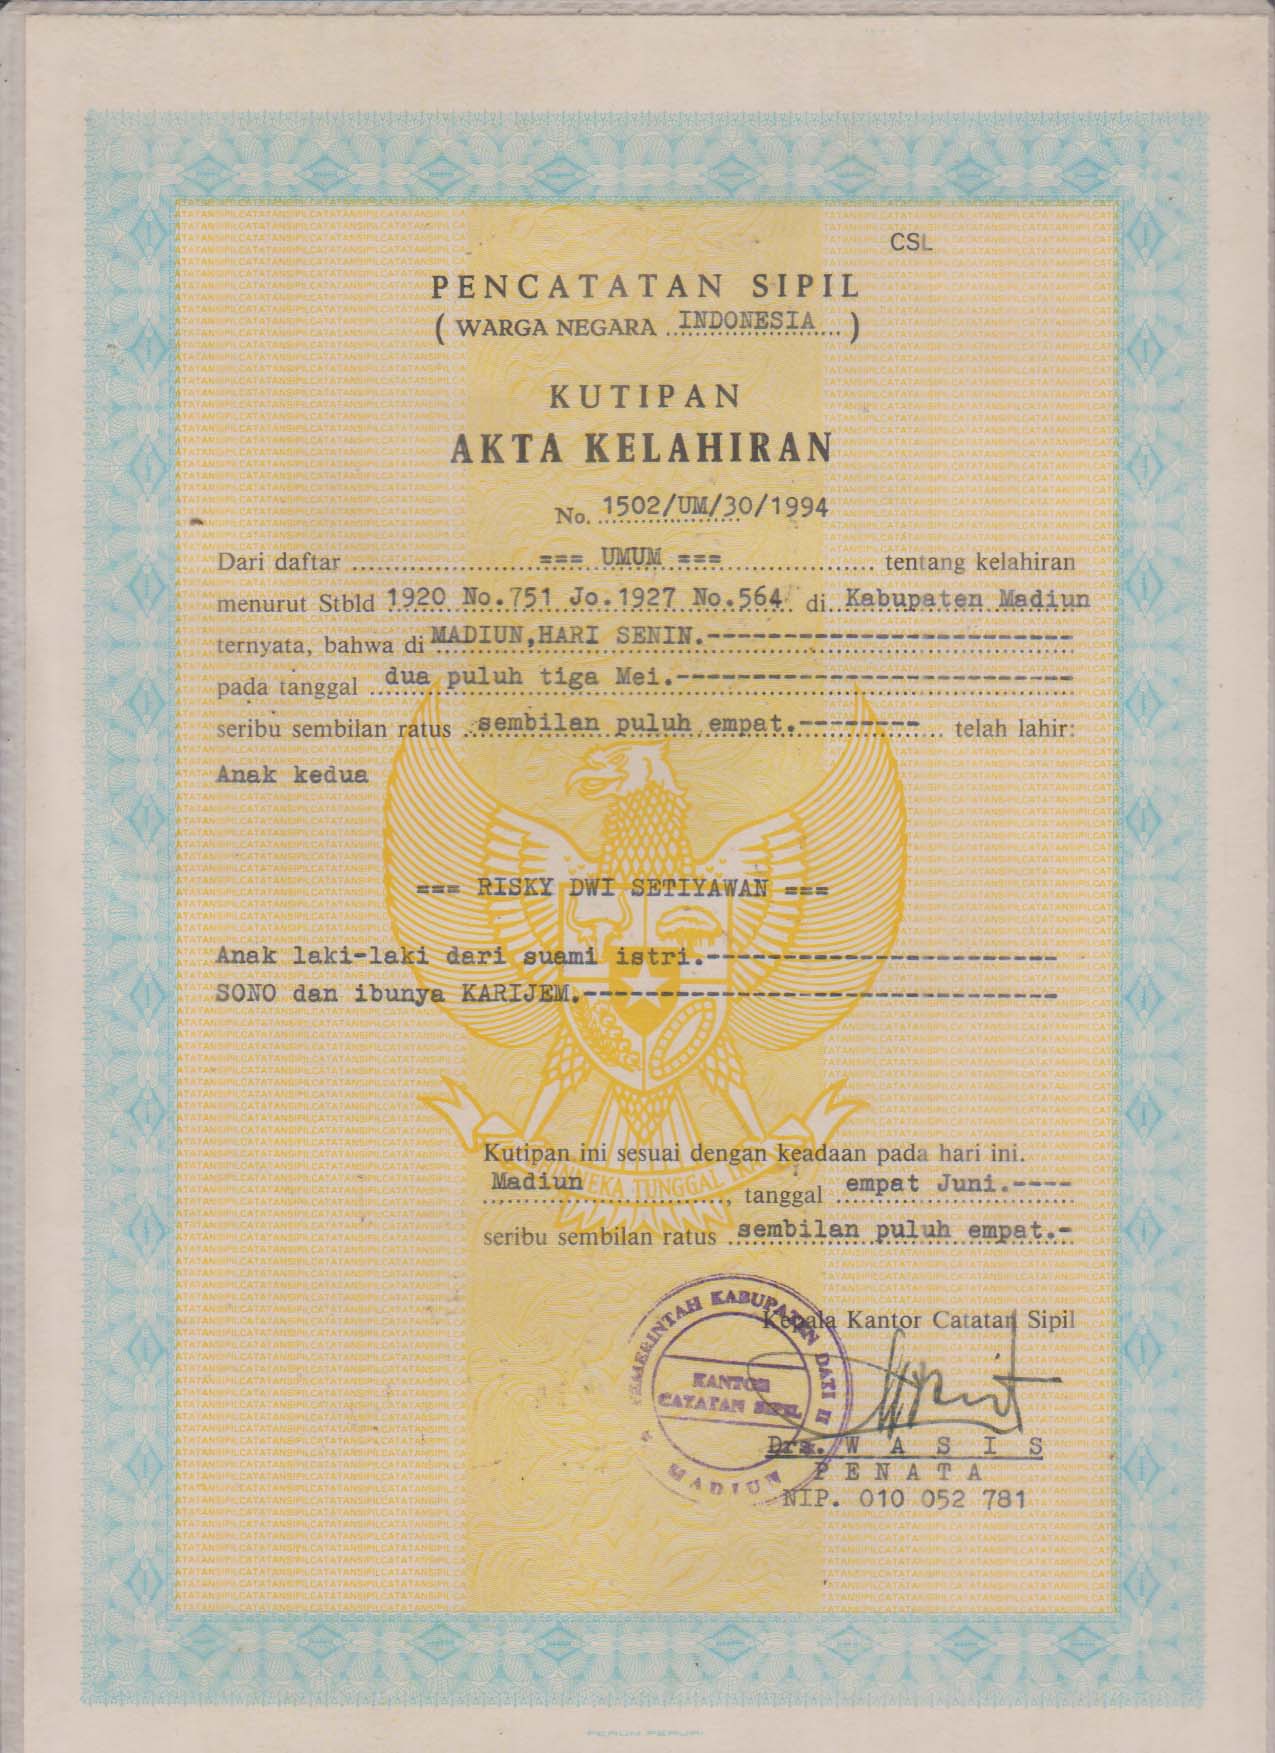 CSL
PENCATATAN SIPIL
( WARGA NEGARA INDONESIA )
KUTIPAN
AKTA KELAHIRAN
No. 1502/UM/30/1994
Dari daftar === UMUM === tentang kelahiran
menurut Stbld 1920 No.751 Jo.1927 No.564 di Kabupaten Madiun
ternyata, bahwa di MADIUN,HARI SENIN.-
pada tanggal dua puluh tiga Mei.-
seribu sembilan ratus sembilan puluh empat.- telah lahir:
Anak kedua
=== RISKY DWI SETIYAWAN ===
Anak laki-laki dari suami istri.-
SONO dan ibunya KARIJEM.-
Kutipan ini sesuai dengan keadaan pada hari ini.
TUNGGAL IKA
Madiun, tanggal empat Juni.-
seribu sembilan ratus sembilan puluh empat.-
Kepala Kantor Catatan Sipil
PEMERINTAH KABUPATEN DATI II
KANTOR
CATATAN SIPIL
MADIUN
Drs. W A S I S
P E N A T A
NIP. 010 052 781
PERUM PERURI